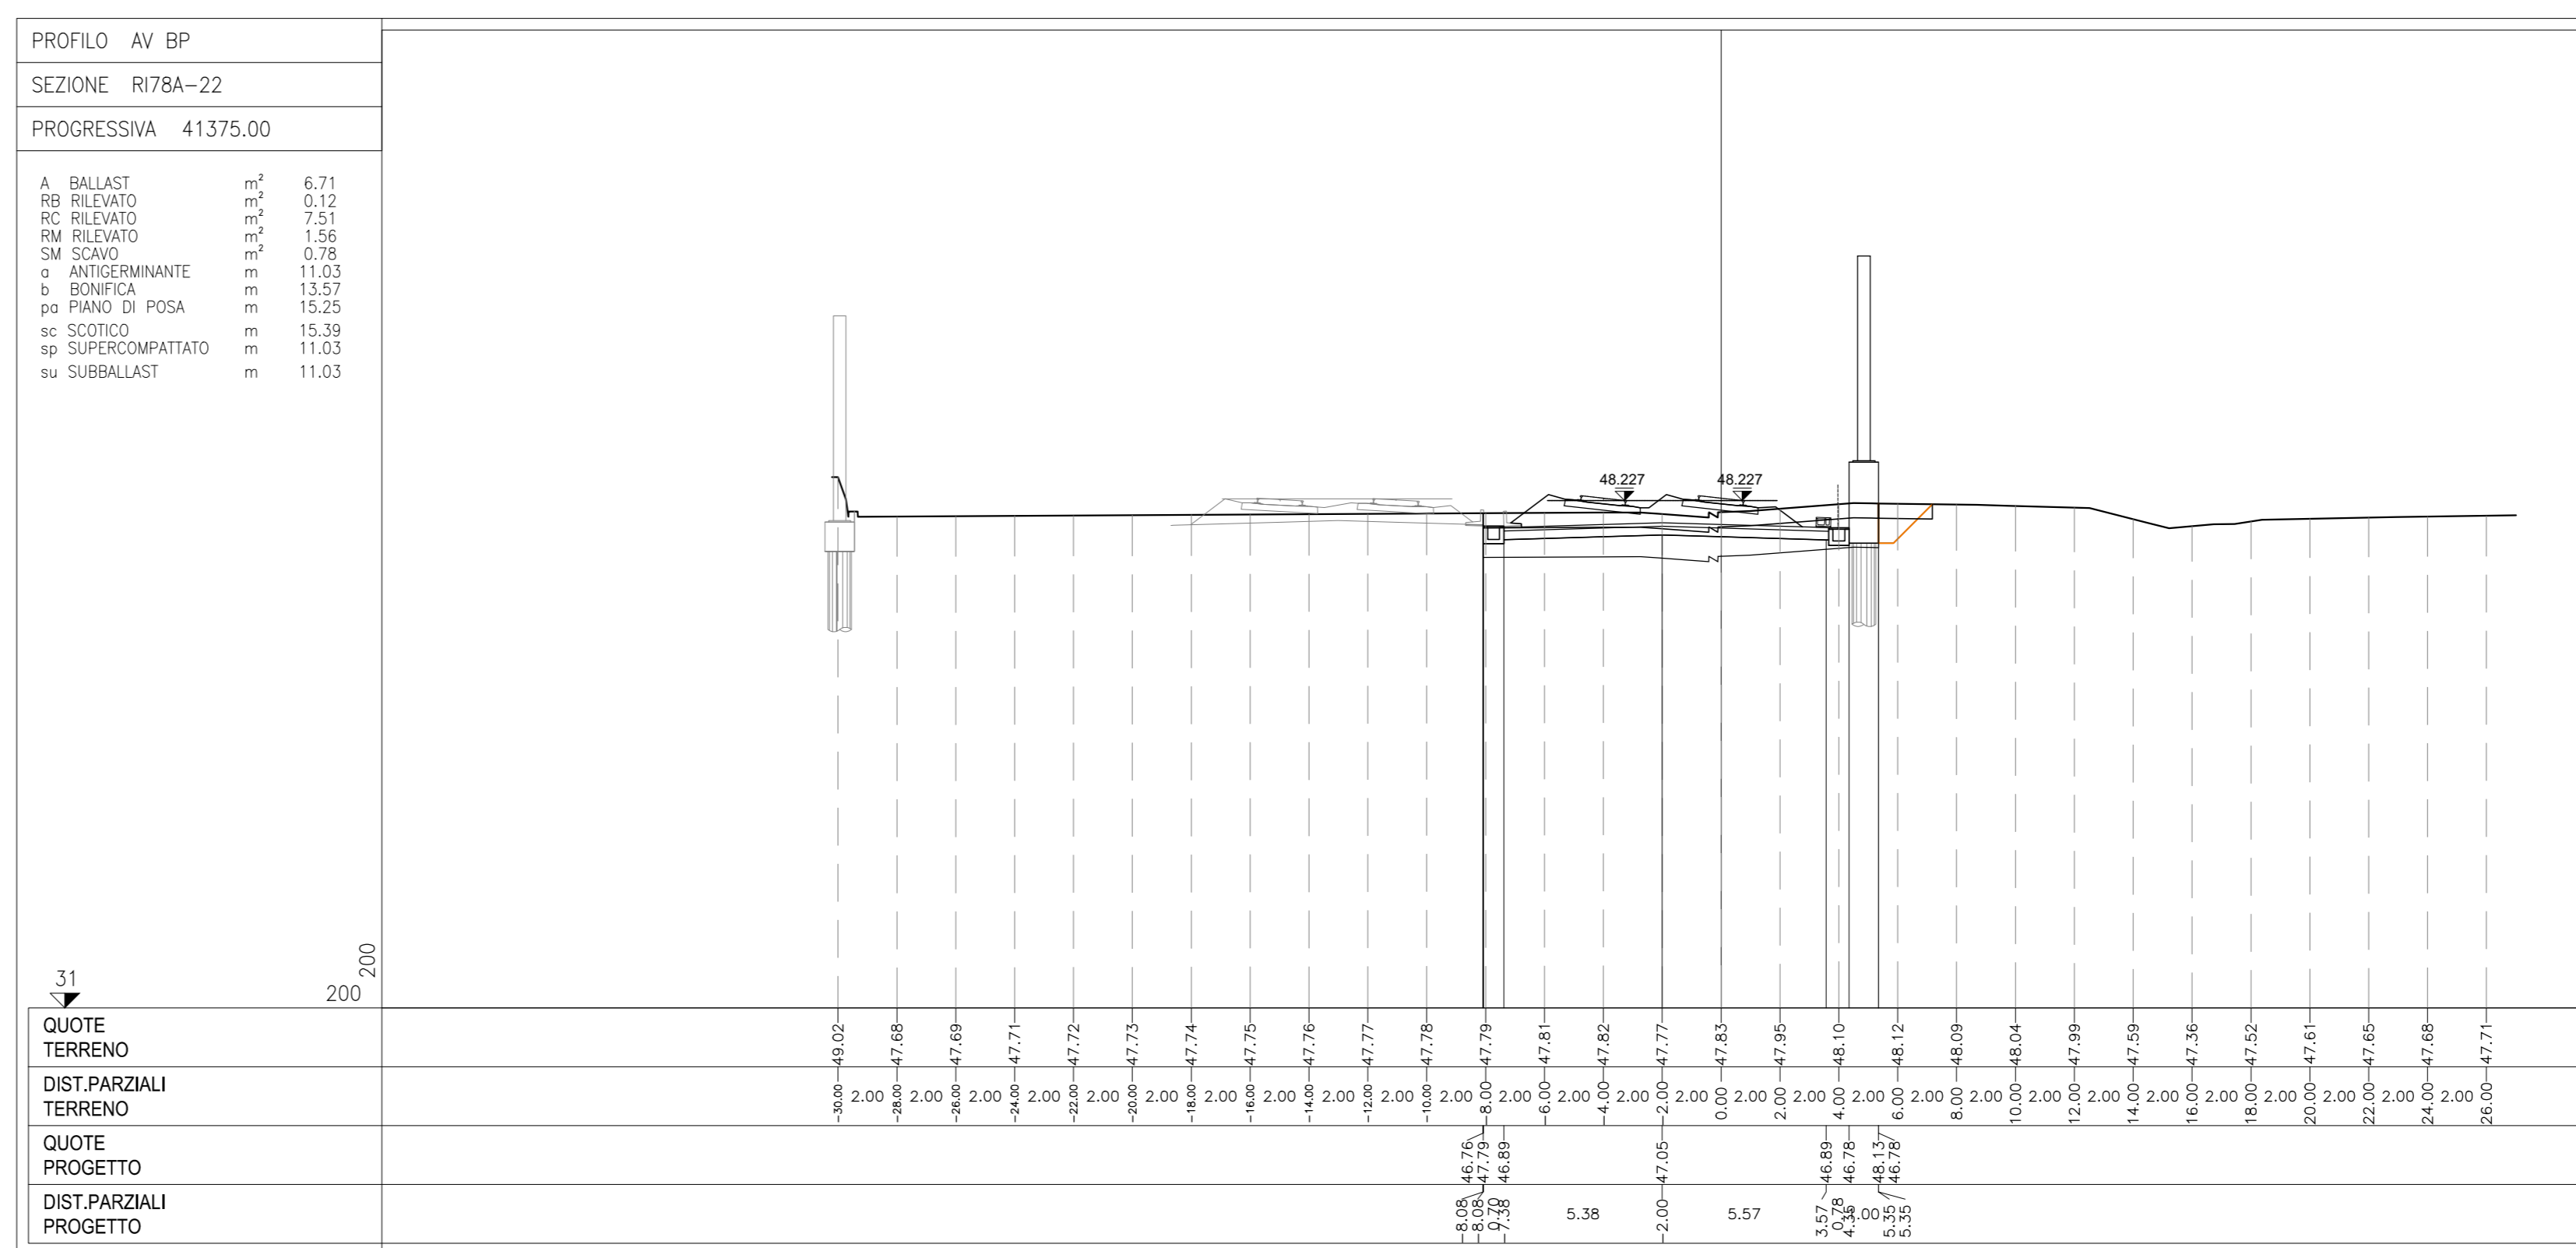 PROFILO AV BP
SEZIONE RI78A-22
PROGRESSIVA 41375.00
A BALLAST m² 6.71
RB RILEVATO m² 0.12
RC RILEVATO m² 7.51
RM RILEVATO m² 1.56
SM SCAVO m² 0.78
a ANTIGERMINANTE m 11.03
b BONIFICA m 13.57
pa PIANO DI POSA m 15.25
sc SCOTICO m 15.39
sp SUPERCOMPATTATO m 11.03
su SUBBALLAST m 11.03
48.227 48.227
200
31
200
QUOTE
TERRENO
49.02 47.68 47.69 47.71 47.72 47.73 47.74 47.75 47.76 47.77 47.78 47.79 47.81 47.82 47.77 47.83 47.95 48.10 48.12 48.09 48.04 47.99 47.59 47.36 47.52 47.61 47.65 47.68 47.71
DIST.PARZIALI
TERRENO
-30.00 2.00 -28.00 2.00 -26.00 2.00 -24.00 2.00 -22.00 2.00 -20.00 2.00 -18.00 2.00 -16.00 2.00 -14.00 2.00 -12.00 2.00 -10.00 2.00 -8.00 2.00 -6.00 2.00 -4.00 2.00 -2.00 2.00 0.00 2.00 2.00 2.00 4.00 2.00 6.00 2.00 8.00 2.00 10.00 2.00 12.00 2.00 14.00 2.00 16.00 2.00 18.00 2.00 20.00 2.00 22.00 2.00 24.00 2.00 26.00
QUOTE
PROGETTO
46.76 47.79 46.89 47.05 46.89 46.78 48.13 46.78
DIST.PARZIALI
PROGETTO
-8.08 -8.08 0.70 -7.38 5.38 -2.00 5.57 3.57 0.78 4.35 1.00 5.35 5.35